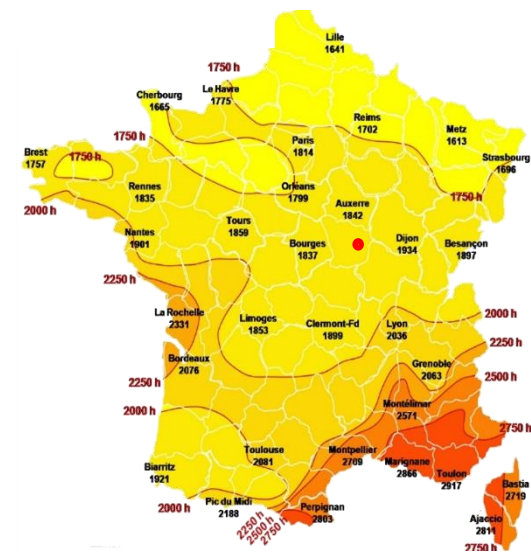 Lille
1641
1750 h
Le Havre
1775
Cherbourg
1665
Reims
1702
Metz
1613
Strasbourg
1696
1750 h
Paris
1814
Brest
1757
1750 h
1750 h
Rennes
1835
Orléans
1799
Auxerre
1842
2000 h
Nantes
1901
Tours
1859
Bourges
1837
Dijon
1934
Besançon
1897
2250 h
La Rochelle
2331
Limoges
1853
Clermont-Fd
1899
Lyon
2036
2000 h
2250 h
Bordeaux
2076
Grenoble
2063
2500 h
2250 h
2000 h
Montélimar
2571
2750 h
Toulouse
2081
Montpellier
2709
Marignane
2866
Toulon
2917
Biarritz
1921
Bastia
2719
2000 h
Pic du Midi
2188
2250 h
2500 h
2750 h
Perpignan
2803
Ajaccio
2811
2750 h